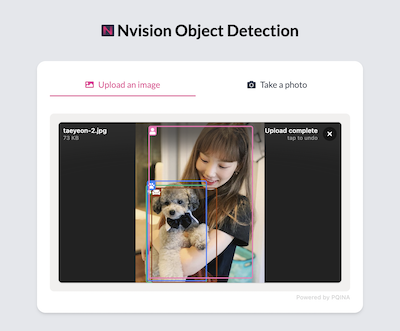 Nvision Object Detection
Upload an image
Take a photo
taeyeon-2.jpg
73 KB
Upload complete
tap to undo
Powered by PQINA